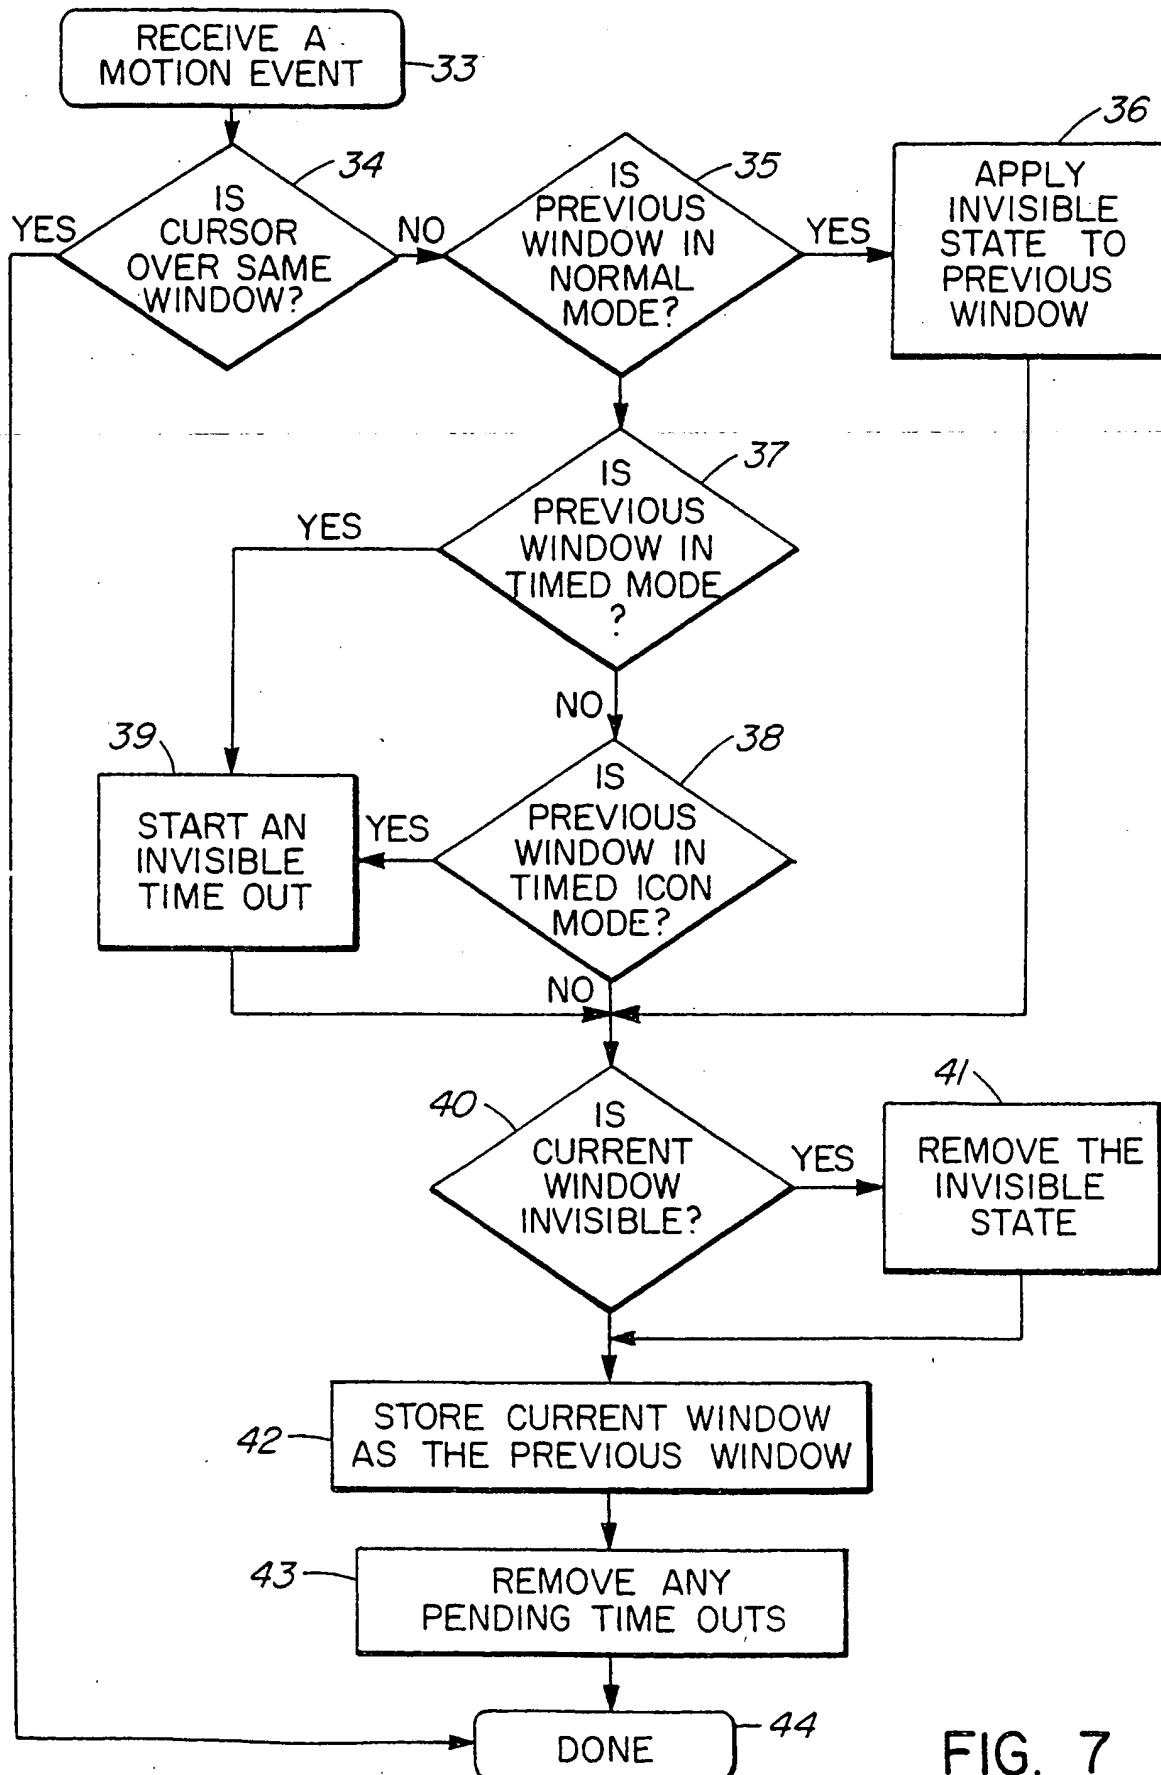 RECEIVE A
MOTION EVENT
33
34
IS
CURSOR
OVER SAME
WINDOW?
YES
NO
35
IS
PREVIOUS
WINDOW IN
NORMAL
MODE?
YES
36
APPLY
INVISIBLE
STATE TO
PREVIOUS
WINDOW
37
IS
PREVIOUS
WINDOW IN
TIMED MODE
?
YES
NO
38
IS
PREVIOUS
WINDOW IN
TIMED ICON
MODE?
YES
39
START AN
INVISIBLE
TIME OUT
NO
40
IS
CURRENT
WINDOW
INVISIBLE?
YES
41
REMOVE THE
INVISIBLE
STATE
42
STORE CURRENT WINDOW
AS THE PREVIOUS WINDOW
43
REMOVE ANY
PENDING TIME OUTS
44
DONE
FIG. 7